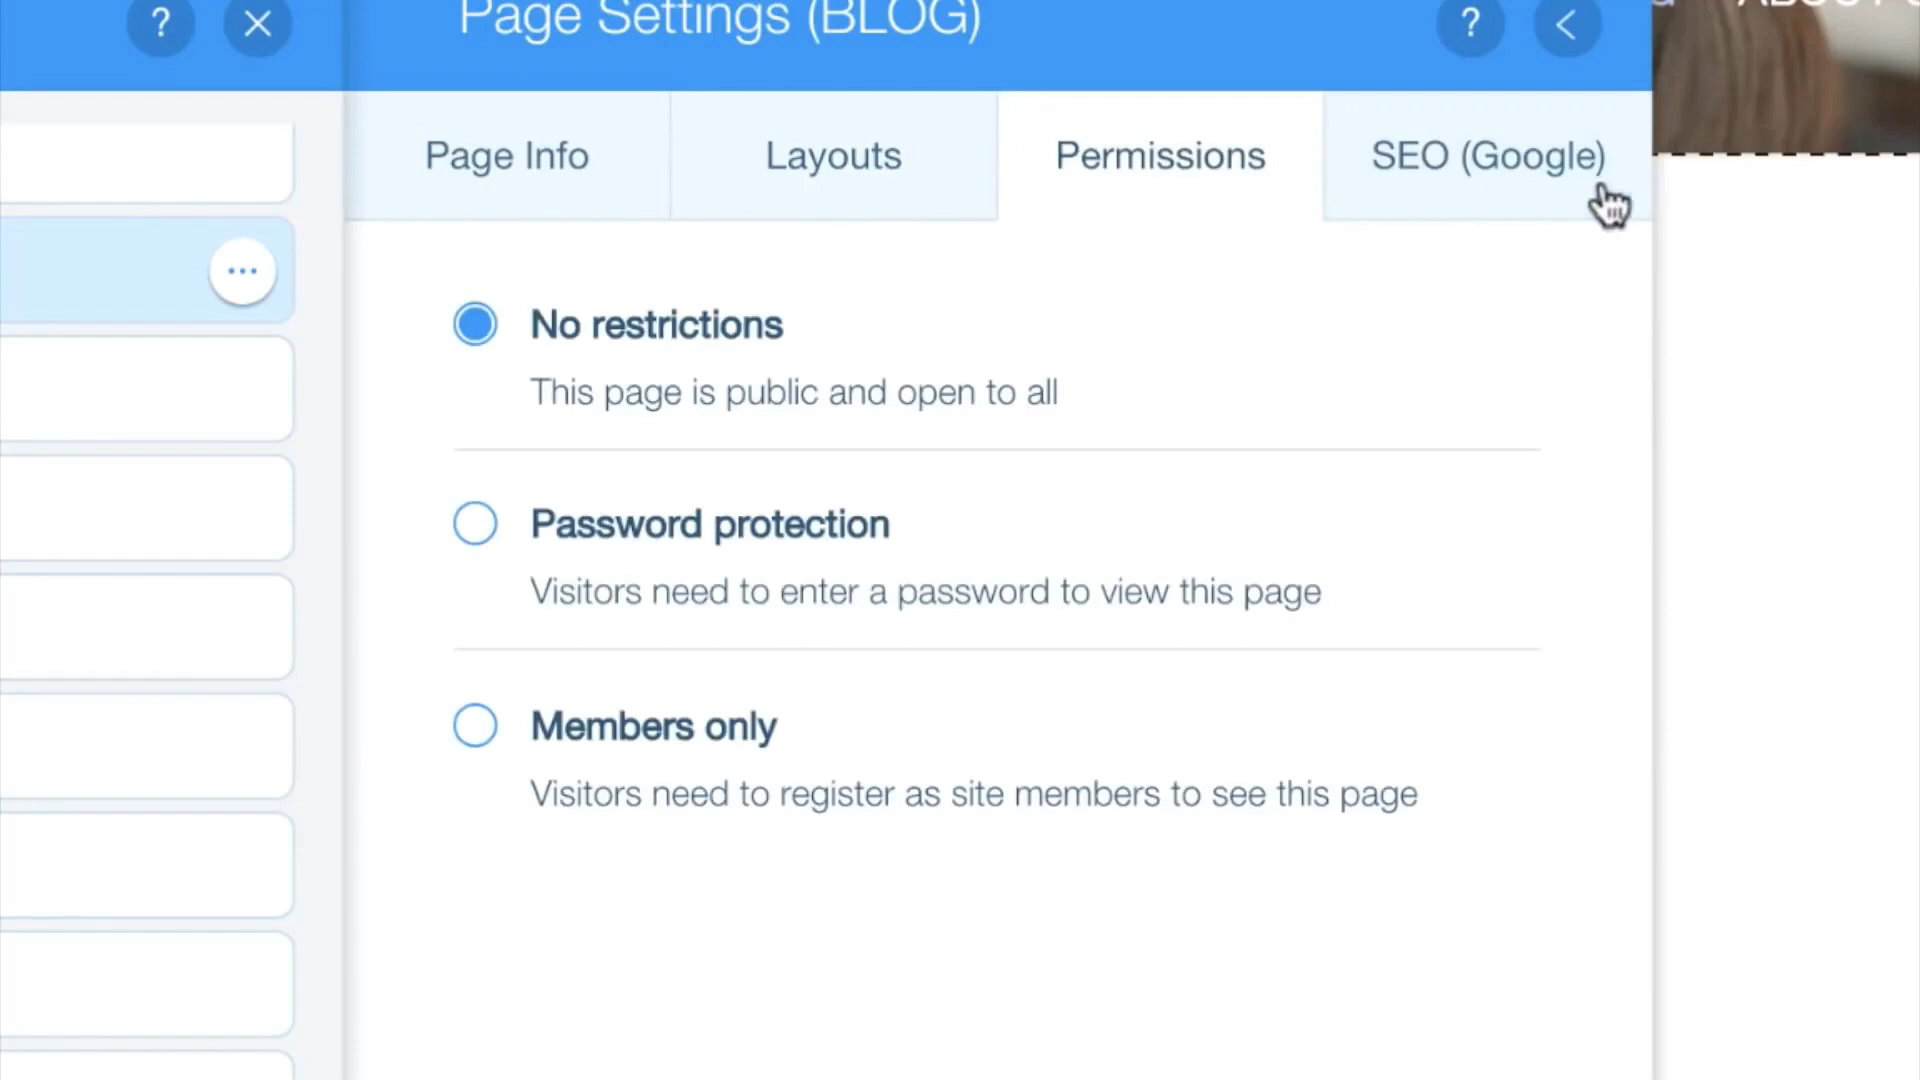 Page Settings (BLOG)
Page Info
Layouts
Permissions
SEO (Google)
No restrictions
This page is public and open to all
Password protection
Visitors need to enter a password to view this page
Members only
Visitors need to register as site members to see this page